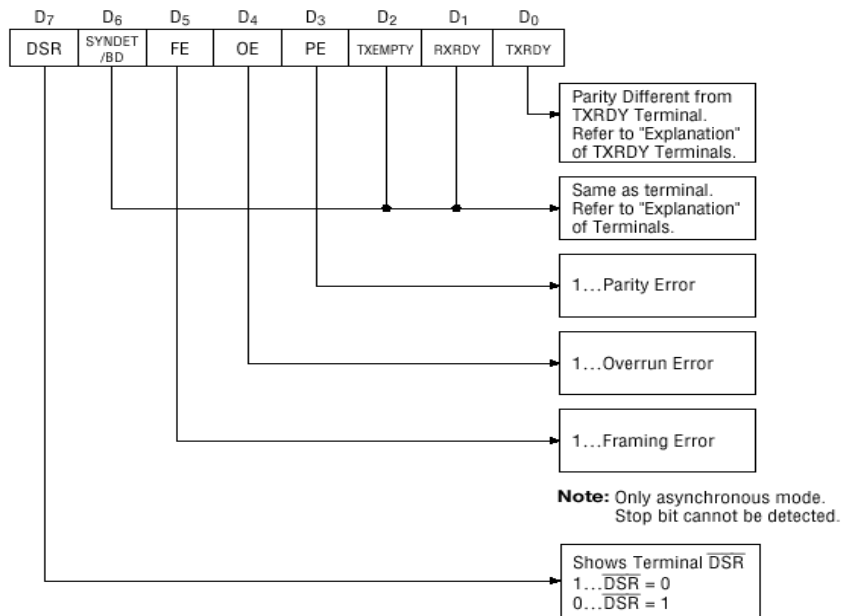 D₇ D₆ D₅ D₄ D₃ D₂ D₁ D₀
DSR SYNDET /BD FE OE PE TXEMPTY RXRDY TXRDY
Parity Different from
TXRDY Terminal.
Refer to "Explanation"
of TXRDY Terminals.
Same as terminal.
Refer to "Explanation"
of Terminals.
1...Parity Error
1...Overrun Error
1...Framing Error
Note: Only asynchronous mode.
Stop bit cannot be detected.
Shows Terminal D̅S̅R̅
1...D̅S̅R̅ = 0
0...D̅S̅R̅ = 1